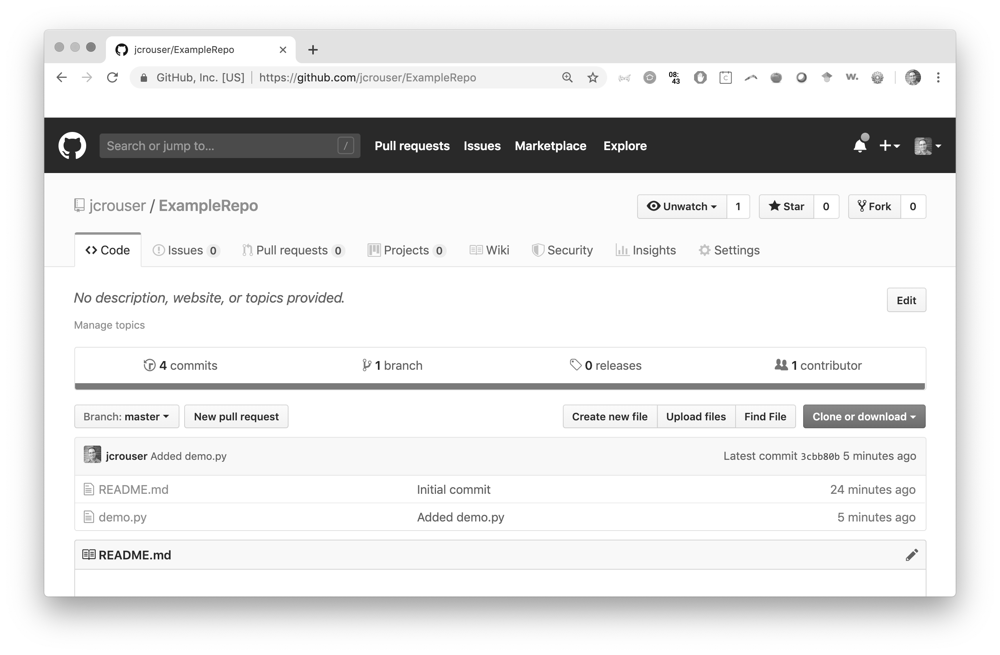 jcrouser/ExampleRepo
GitHub, Inc. [US] https://github.com/jcrouser/ExampleRepo 08: C w.
43
Search or jump to... / Pull requests Issues Marketplace Explore
jcrouser / ExampleRepo Unwatch 1 Star 0 Fork 0
Code Issues 0 Pull requests 0 Projects 0 Wiki Security Insights Settings
No description, website, or topics provided. Edit
Manage topics
4 commits 1 branch 0 releases 1 contributor
Branch: master New pull request Create new file Upload files Find File Clone or download
jcrouser Added demo.py Latest commit 3cbb80b 5 minutes ago
README.md Initial commit 24 minutes ago
demo.py Added demo.py 5 minutes ago
README.md